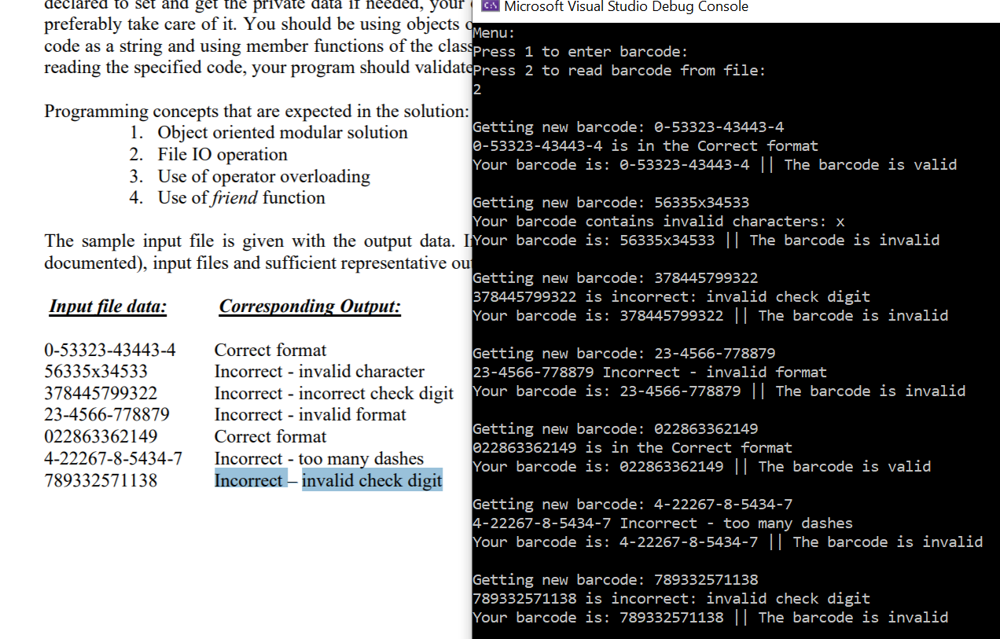 declared to set and get the private data if needed, your
preferably take care of it. You should be using objects o
code as a string and using member functions of the class
reading the specified code, your program should validate
Programming concepts that are expected in the solution:
1. Object oriented modular solution
2. File IO operation
3. Use of operator overloading
4. Use of friend function
The sample input file is given with the output data. I
documented), input files and sufficient representative ou
Input file data: Corresponding Output:
0-53323-43443-4 Correct format
56335x34533 Incorrect - invalid character
378445799322 Incorrect - incorrect check digit
23-4566-778879 Incorrect - invalid format
022863362149 Correct format
4-22267-8-5434-7 Incorrect - too many dashes
789332571138 Incorrect – invalid check digit
C:\ Microsoft Visual Studio Debug Console
Menu:
Press 1 to enter barcode:
Press 2 to read barcode from file:
2
Getting new barcode: 0-53323-43443-4
0-53323-43443-4 is in the Correct format
Your barcode is: 0-53323-43443-4 || The barcode is valid
Getting new barcode: 56335x34533
Your barcode contains invalid characters: x
Your barcode is: 56335x34533 || The barcode is invalid
Getting new barcode: 378445799322
378445799322 is incorrect: invalid check digit
Your barcode is: 378445799322 || The barcode is invalid
Getting new barcode: 23-4566-778879
23-4566-778879 Incorrect - invalid format
Your barcode is: 23-4566-778879 || The barcode is invalid
Getting new barcode: 022863362149
022863362149 is in the Correct format
Your barcode is: 022863362149 || The barcode is valid
Getting new barcode: 4-22267-8-5434-7
4-22267-8-5434-7 Incorrect - too many dashes
Your barcode is: 4-22267-8-5434-7 || The barcode is invalid
Getting new barcode: 789332571138
789332571138 is incorrect: invalid check digit
Your barcode is: 789332571138 || The barcode is invalid